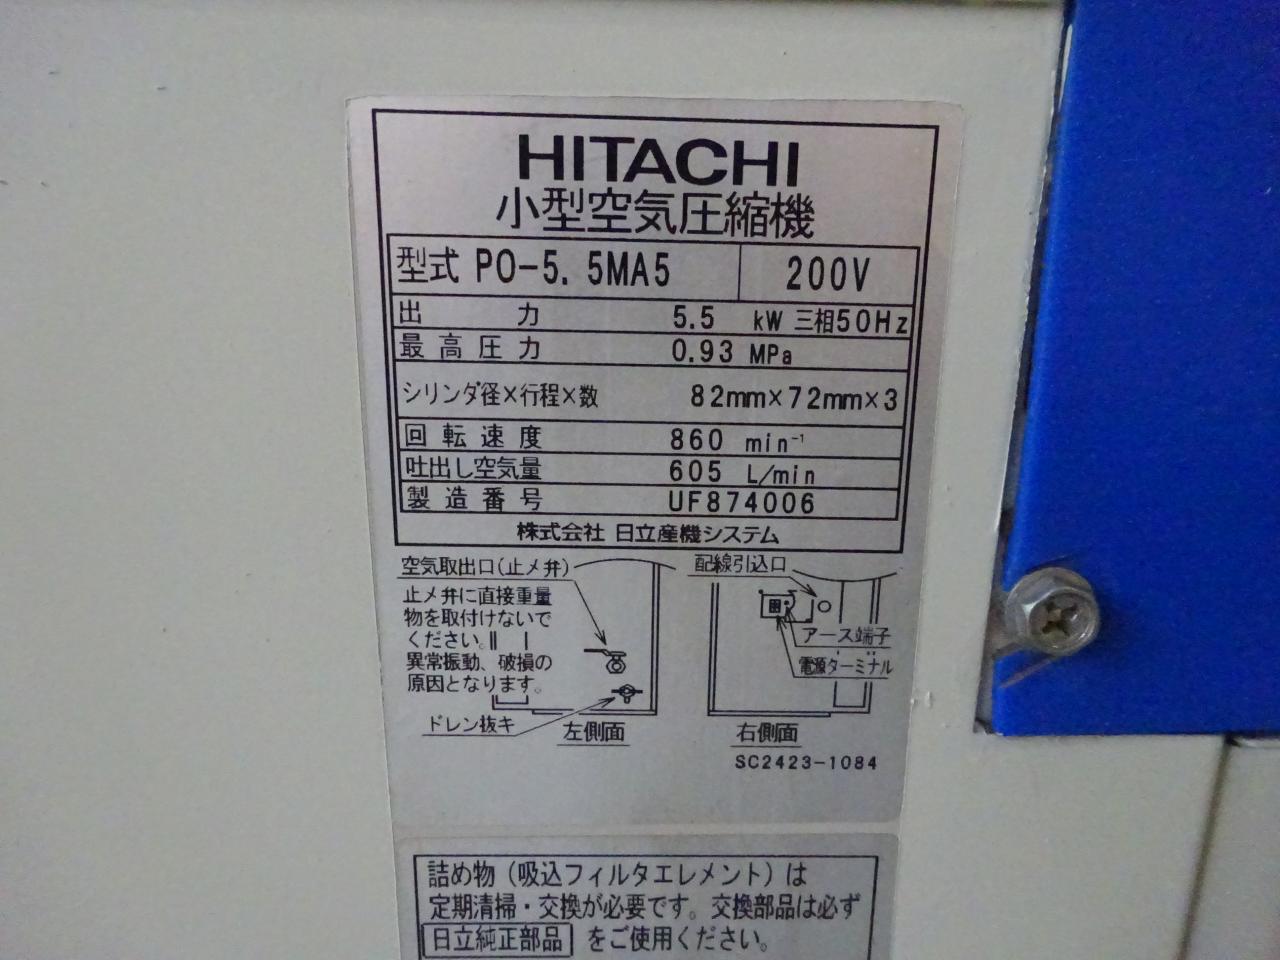 HITACHI
小型空気圧縮機
型式 PO-5.5MA5 200V
出力 5.5 kW 三相50Hz
最高圧力 0.93 MPa
シリンダ径×行程×数 82mm×72mm×3
回転速度 860 min⁻¹
吐出し空気量 605 L/min
製造番号 UF874006
株式会社 日立産機システム
空気取出口(止メ弁)
止メ弁に直接重量
物を取付けないで
ください。
異常振動、破損の
原因となります。
ドレン抜キ
左側面
配線引込口
アース端子
電源ターミナル
右側面
SC2423-1084
詰め物(吸込フィルタエレメント)は
定期清掃・交換が必要です。交換部品は必ず
日立純正部品 をご使用ください。